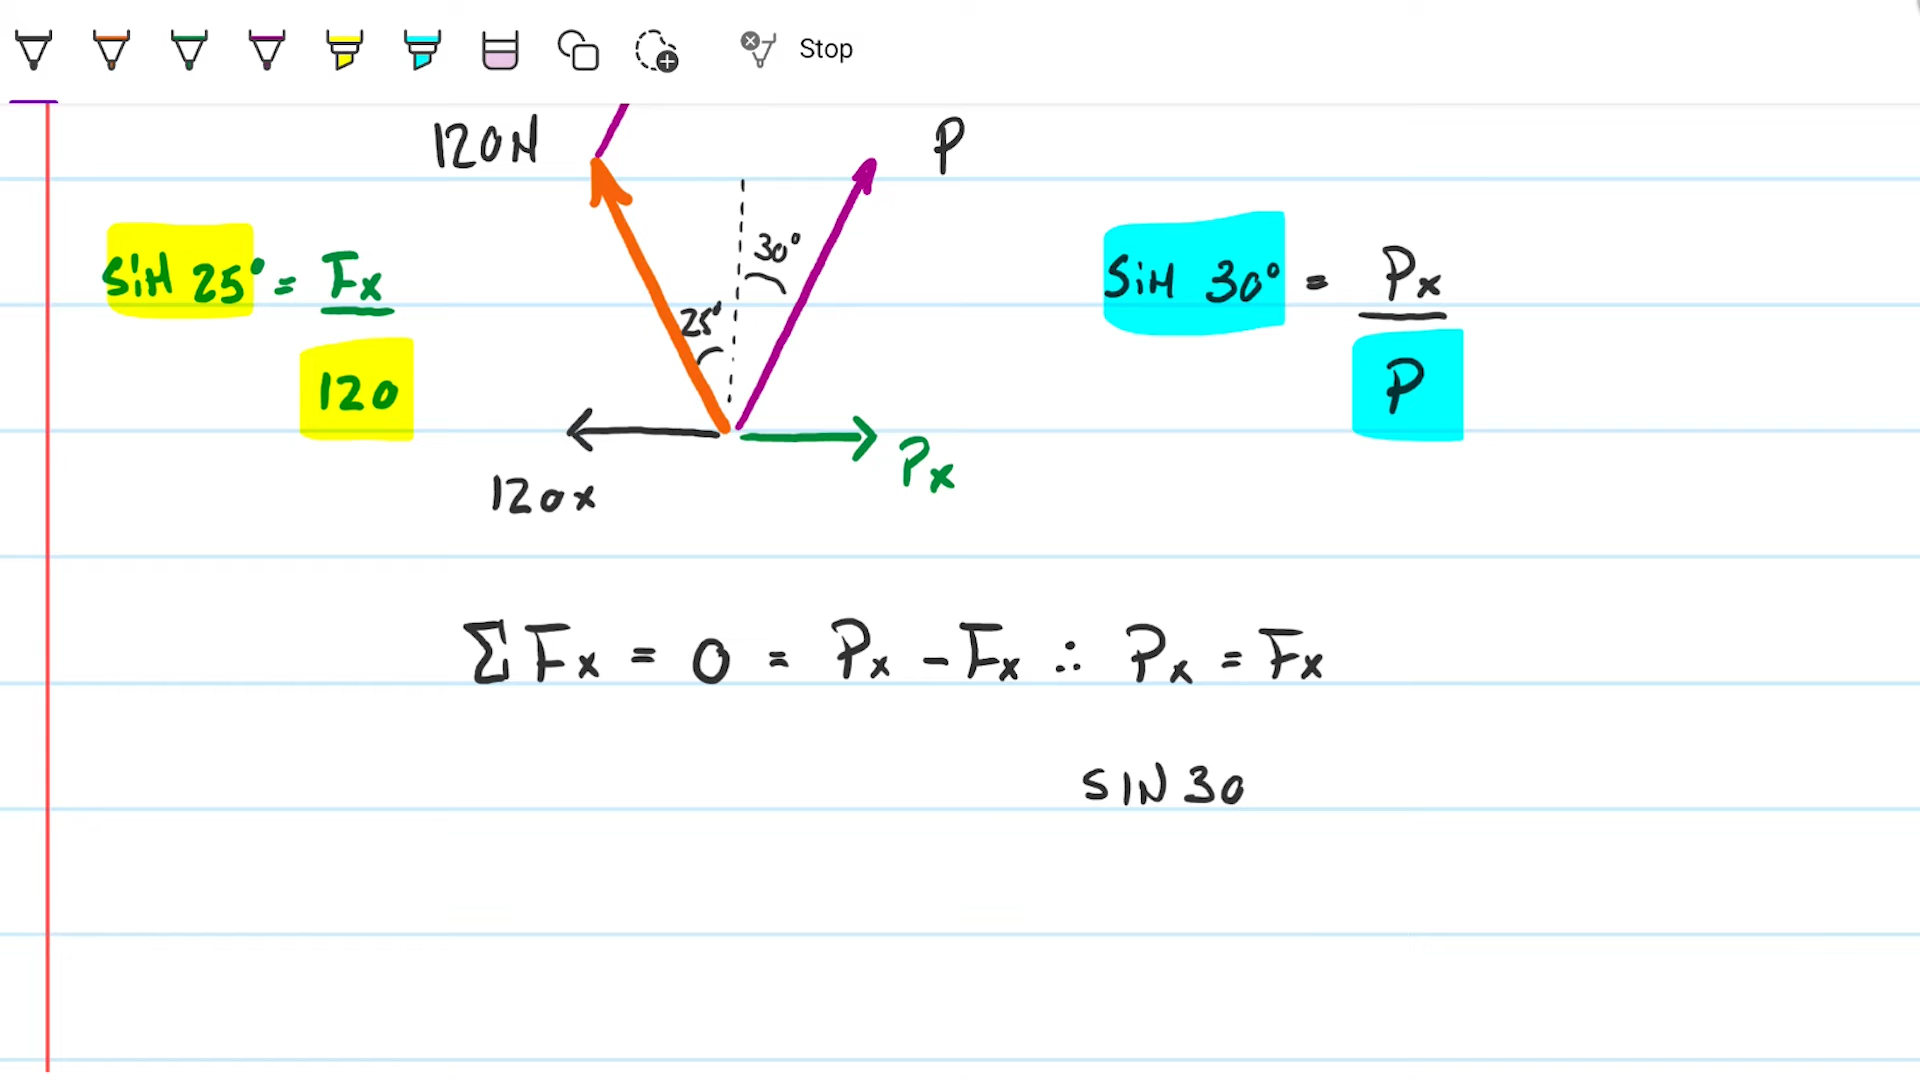 Stop
120N
P
30°
sin 25° = Fx
120
25°
sin 30° = Px
P
120x
Px
ΣFx = 0 = Px - Fx ∴ Px = Fx
SIN 30